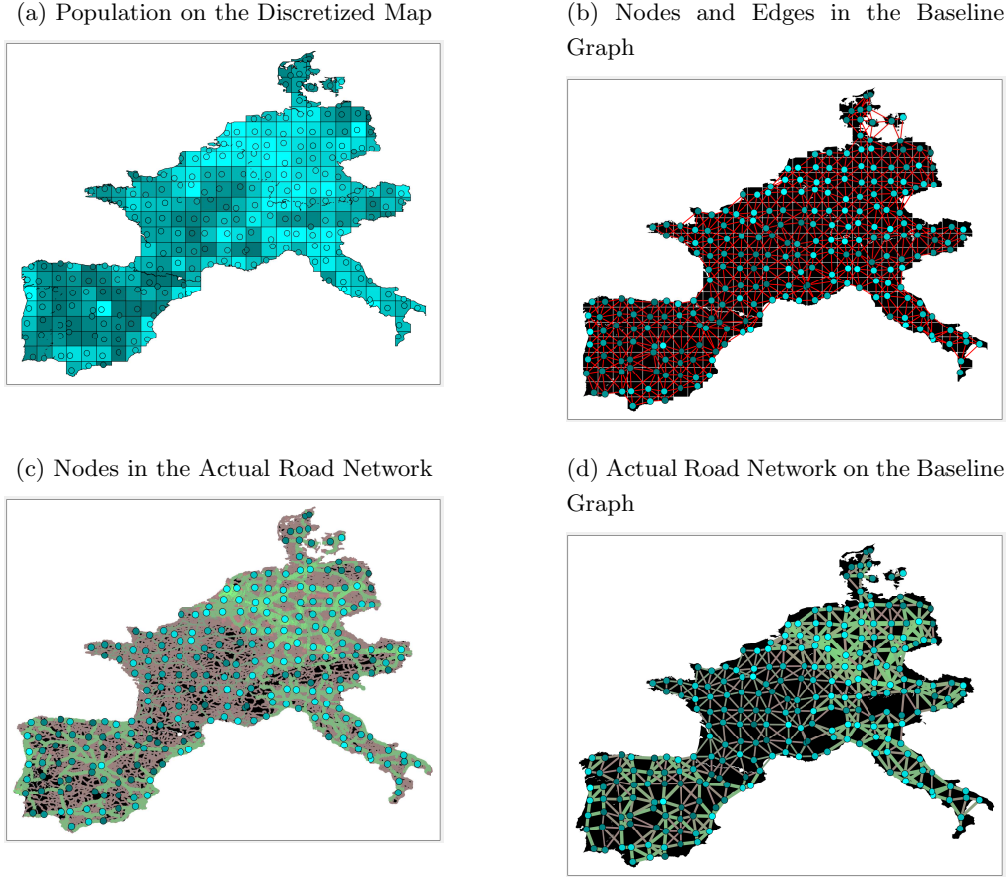 (a) Population on the Discretized Map
(b) Nodes and Edges in the Baseline
Graph
(c) Nodes in the Actual Road Network
(d) Actual Road Network on the Baseline
Graph